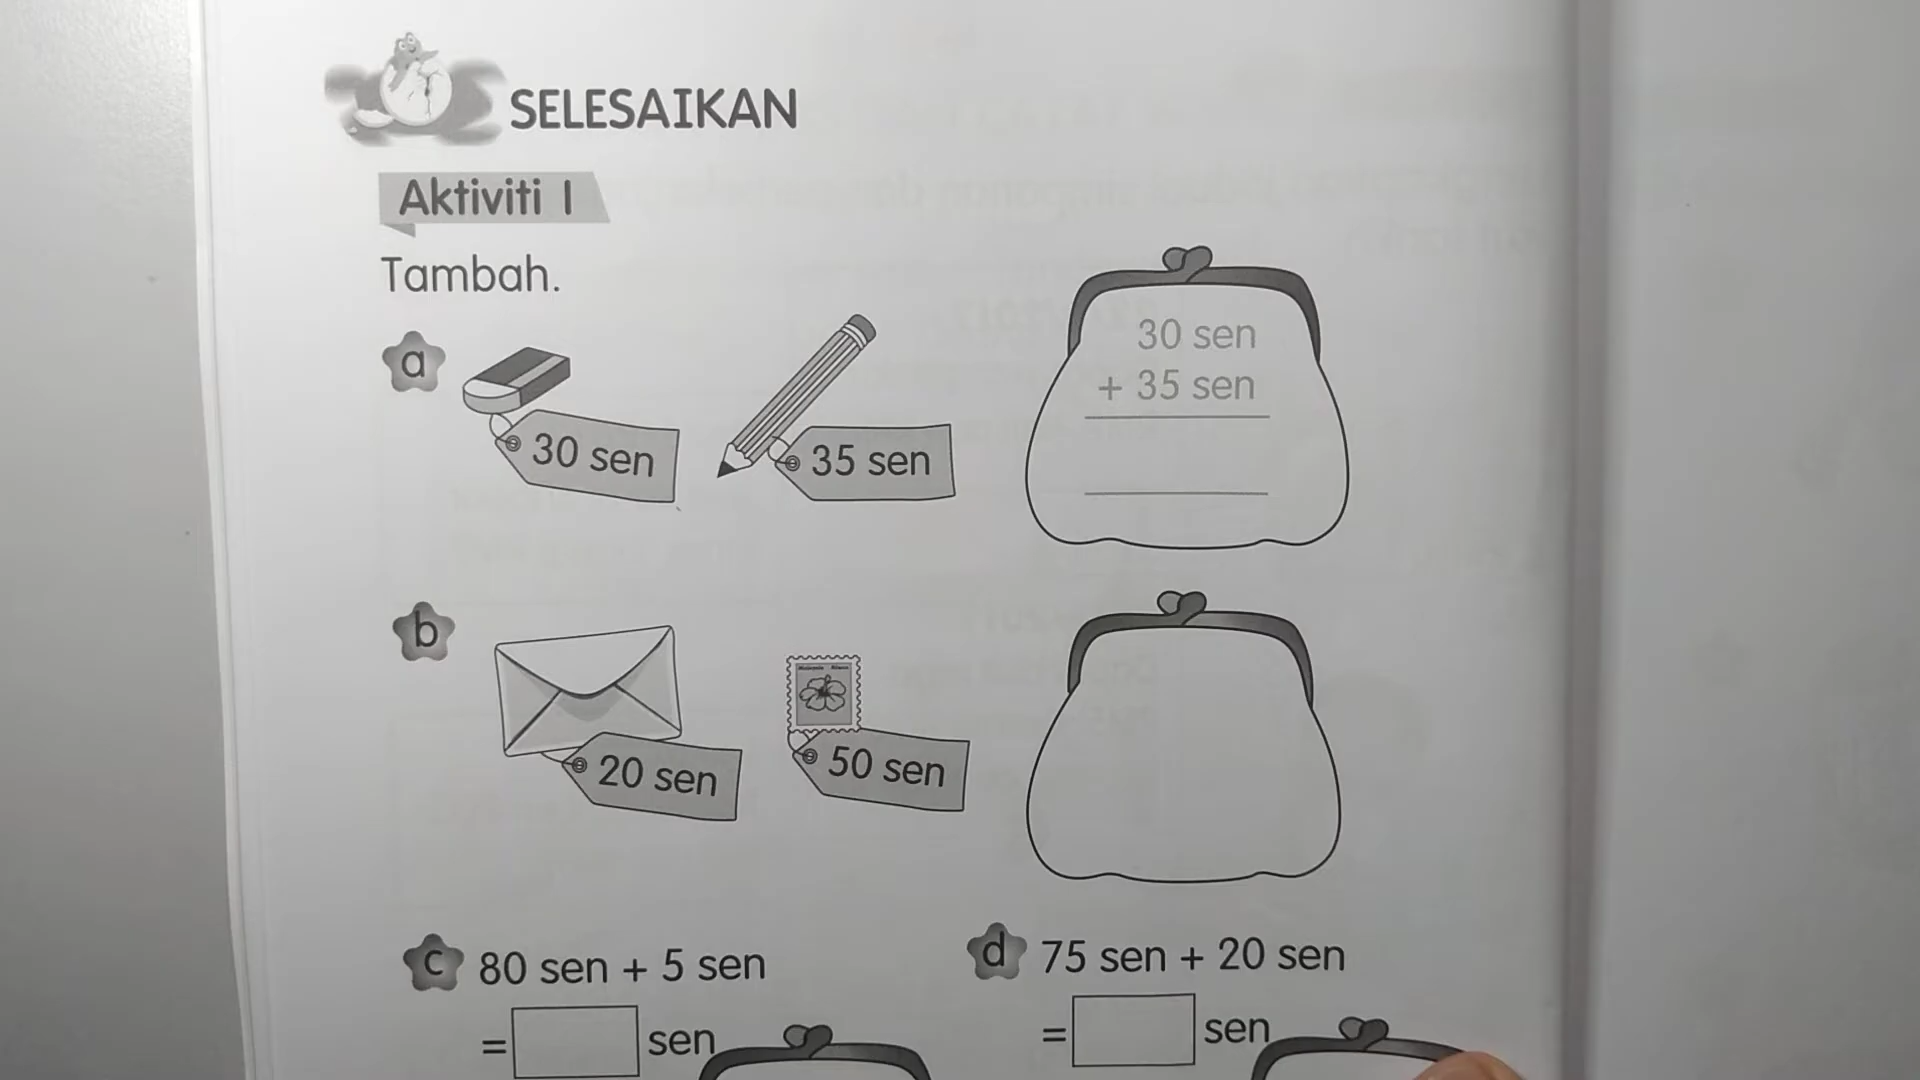 SELESAIKAN
Aktiviti 1
Tambah.
a
30 sen
35 sen
30 sen
+ 35 sen
b
20 sen
50 sen
c 80 sen + 5 sen
= sen
d 75 sen + 20 sen
= sen